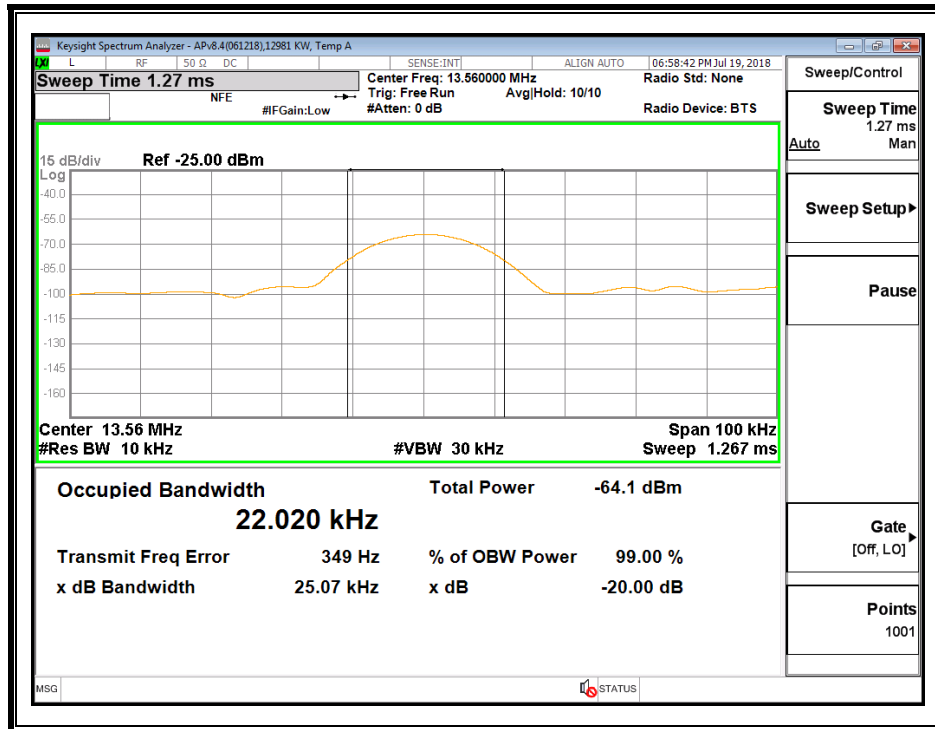 Keysight Spectrum Analyzer - APv8.4(061218),12981 KW, Temp A
LXI L RF 50 Ω DC SENSE:INT ALIGN AUTO 06:58:42 PM Jul 19, 2018
Sweep Time 1.27 ms
Center Freq: 13.560000 MHz
Radio Std: None
NFE
Trig: Free Run
Avg|Hold: 10/10
#IFGain:Low
#Atten: 0 dB
Radio Device: BTS
15 dB/div
Ref -25.00 dBm
Log
-40.0
-55.0
-70.0
-85.0
-100
-115
-130
-145
-160
Center 13.56 MHz
Span 100 kHz
#Res BW 10 kHz
#VBW 30 kHz
Sweep 1.267 ms
Occupied Bandwidth
22.020 kHz
Total Power -64.1 dBm
Transmit Freq Error 349 Hz
% of OBW Power 99.00 %
x dB Bandwidth 25.07 kHz
x dB -20.00 dB
MSG
STATUS
Sweep/Control
Sweep Time
1.27 ms
Auto Man
Sweep Setup
Pause
Gate
[Off, LO]
Points
1001